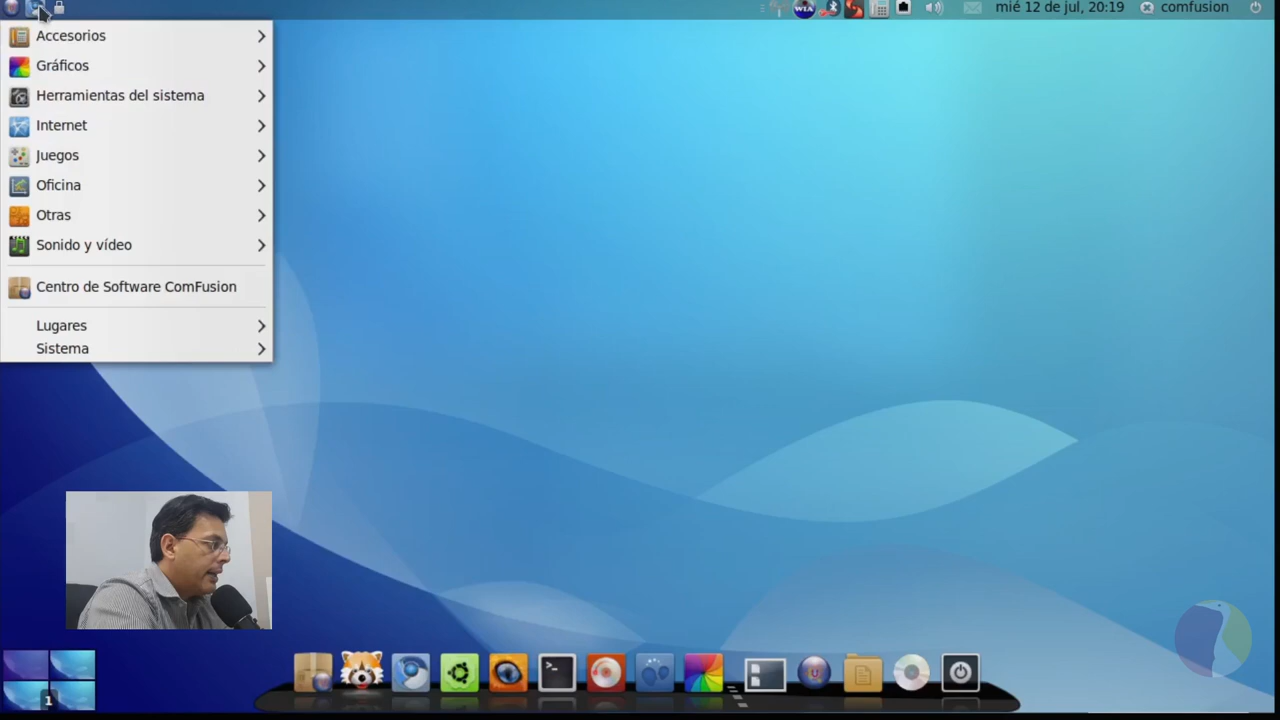 mié 12 de jul, 20:19
comfusion
Accesorios
Gráficos
Herramientas del sistema
Internet
Juegos
Oficina
Otras
Sonido y vídeo
Centro de Software ComFusion
Lugares
Sistema
WIA
1